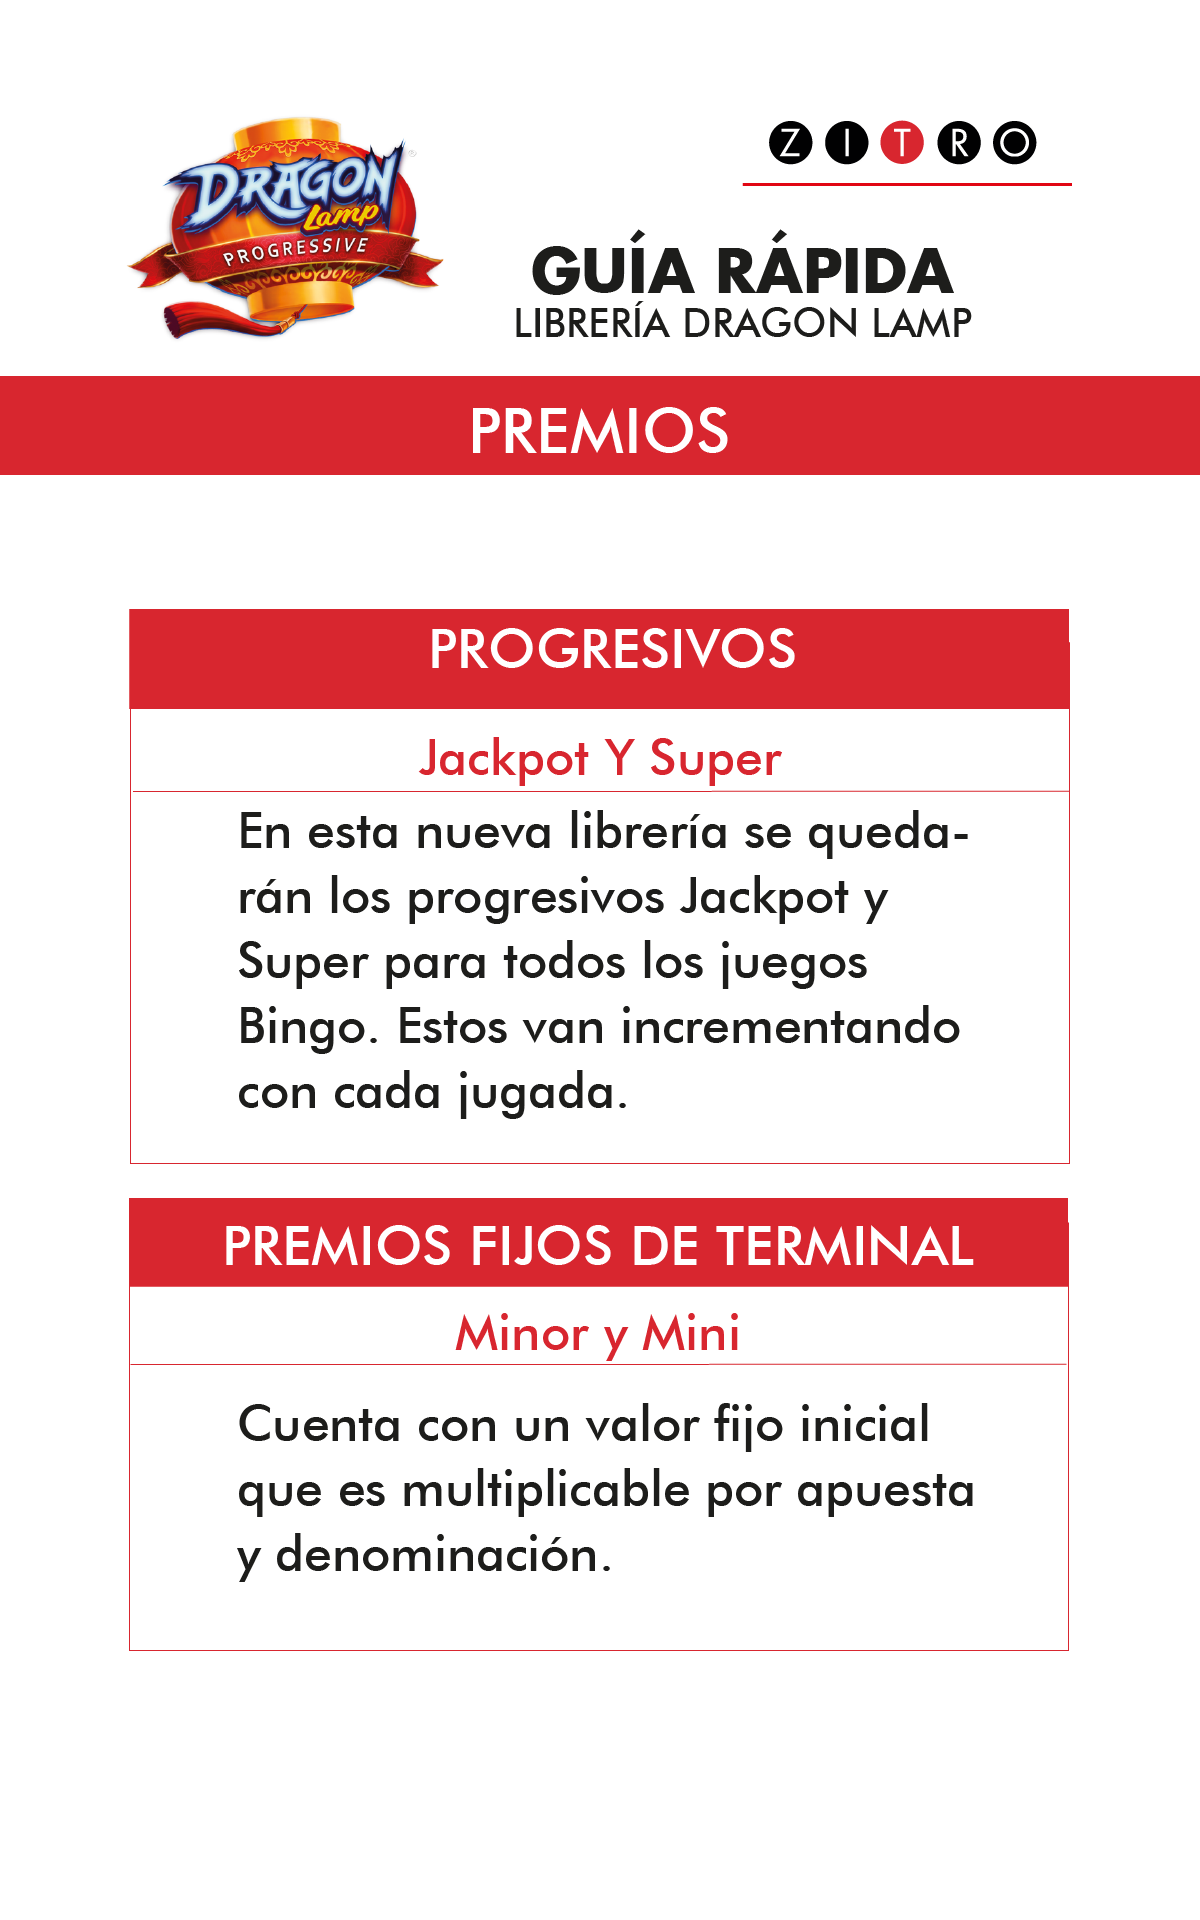 DRAGON
Lamp
PROGRESSIVE
ZITRO
GUÍA RÁPIDA
LIBRERÍA DRAGON LAMP
PREMIOS
PROGRESIVOS
Jackpot Y Super
En esta nueva librería se queda-
rán los progresivos Jackpot y
Super para todos los juegos
Bingo. Estos van incrementando
con cada jugada.
PREMIOS FIJOS DE TERMINAL
Minor y Mini
Cuenta con un valor fijo inicial
que es multiplicable por apuesta
y denominación.